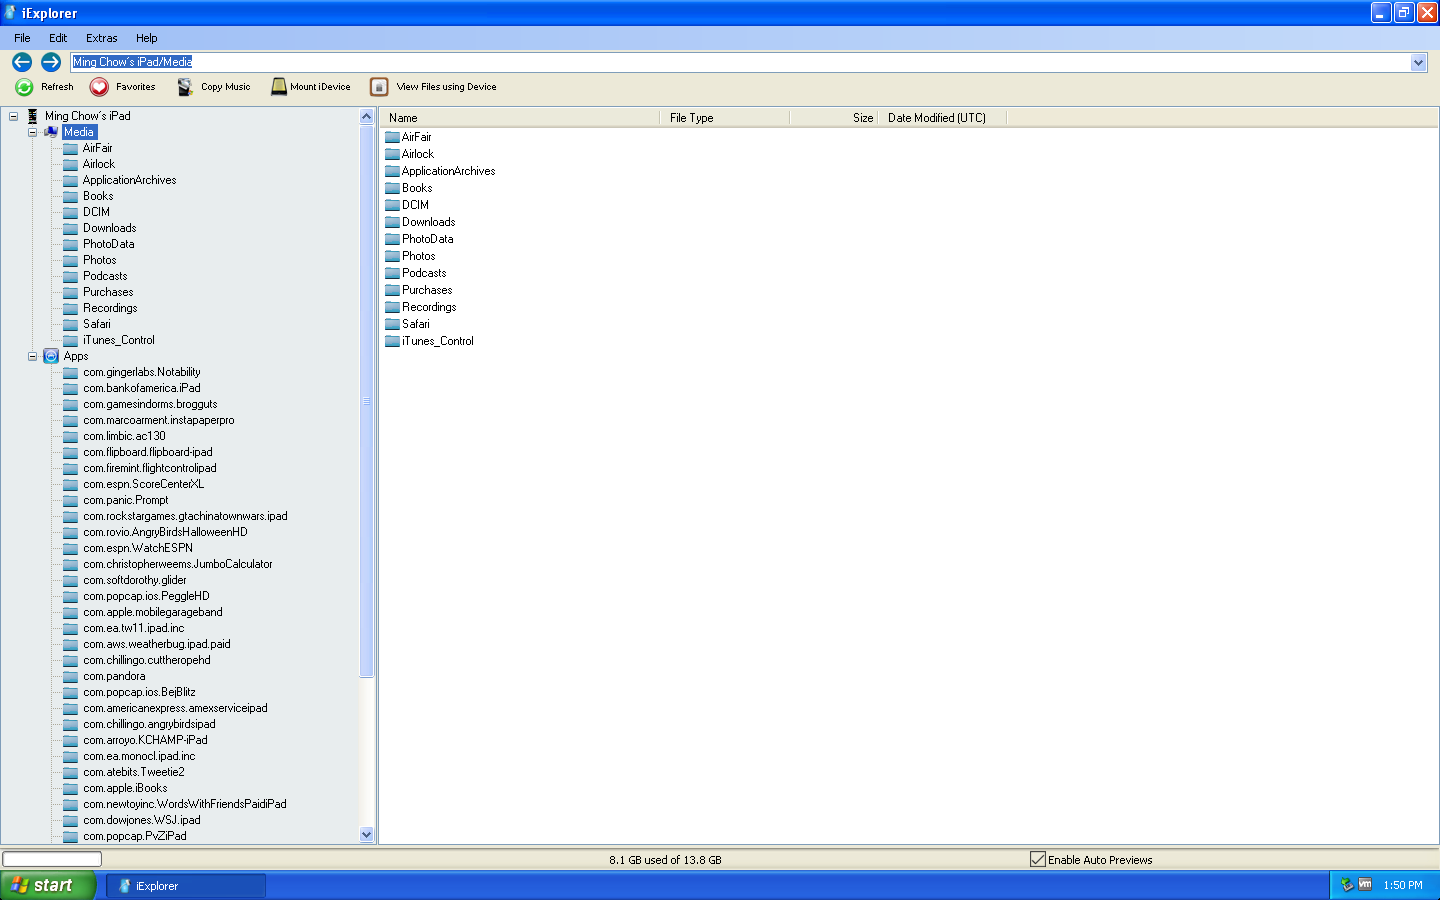 iExplorer
File Edit Extras Help
Ming Chow's iPad/Media
Refresh Favorites Copy Music Mount iDevice View Files using Device
Ming Chow's iPad
Media
AirFair
Airlock
ApplicationArchives
Books
DCIM
Downloads
PhotoData
Photos
Podcasts
Purchases
Recordings
Safari
iTunes_Control
Apps
com.gingerlabs.Notability
com.bankofamerica.iPad
com.gamesindorms.brogguts
com.marcoarment.instapaperpro
com.limbic.ac130
com.flipboard.flipboard-ipad
com.firemint.flightcontrolipad
com.espn.ScoreCenterXL
com.panic.Prompt
com.rockstargames.gtachinatownwars.ipad
com.rovio.AngryBirdsHalloweenHD
com.espn.WatchESPN
com.christopherweems.JumboCalculator
com.softdorothy.glider
com.popcap.ios.PeggleHD
com.apple.mobilegarageband
com.ea.tw11.ipad.inc
com.aws.weatherbug.ipad.paid
com.chillingo.cuttheropehd
com.pandora
com.popcap.ios.BejBlitz
com.americanexpress.amexserviceipad
com.chillingo.angrybirdsipad
com.arroyo.KCHAMP-iPad
com.ea.monocl.ipad.inc
com.atebits.Tweetie2
com.apple.iBooks
com.newtoyinc.WordsWithFriendsPaidiPad
com.dowjones.WSJ.ipad
com.popcap.PvZiPad
Name File Type Size Date Modified (UTC)
AirFair
Airlock
ApplicationArchives
Books
DCIM
Downloads
PhotoData
Photos
Podcasts
Purchases
Recordings
Safari
iTunes_Control
8.1 GB used of 13.8 GB
Enable Auto Previews
start
iExplorer
vm
1:50 PM